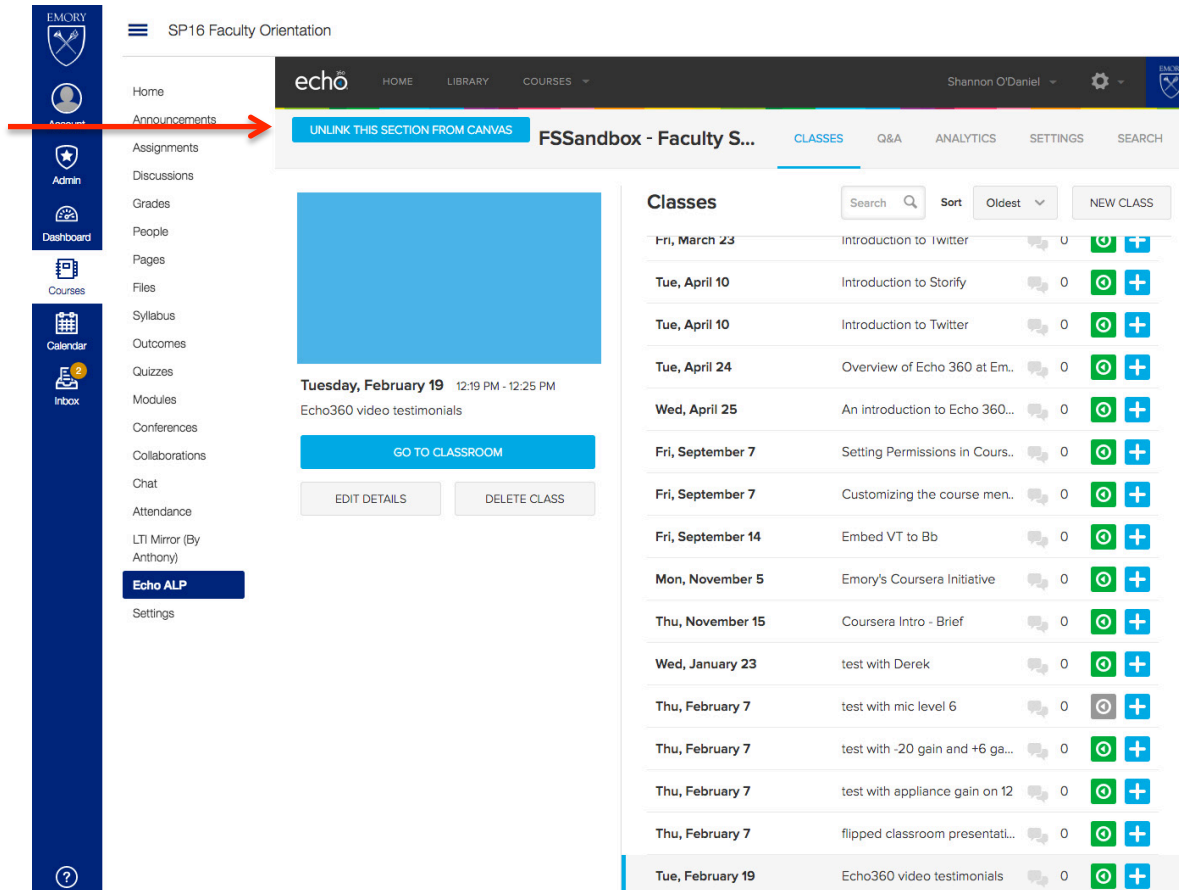 EMORY
SP16 Faculty Orientation
Account
Admin
Dashboard
Courses
Calendar
2
Inbox
?
Home
Announcements
Assignments
Discussions
Grades
People
Pages
Files
Syllabus
Outcomes
Quizzes
Modules
Conferences
Collaborations
Chat
Attendance
LTI Mirror (By
Anthony)
Echo ALP
Settings
echo 360 HOME LIBRARY COURSES Shannon O'Daniel
UNLINK THIS SECTION FROM CANVAS FSSandbox - Faculty S... CLASSES Q&A ANALYTICS SETTINGS SEARCH
Tuesday, February 19 12:19 PM - 12:25 PM
Echo360 video testimonials
GO TO CLASSROOM
EDIT DETAILS DELETE CLASS
Classes Search Sort Oldest NEW CLASS
Fri, March 23 Introduction to Twitter 0
Tue, April 10 Introduction to Storify 0
Tue, April 10 Introduction to Twitter 0
Tue, April 24 Overview of Echo 360 at Em.. 0
Wed, April 25 An introduction to Echo 360... 0
Fri, September 7 Setting Permissions in Cours.. 0
Fri, September 7 Customizing the course men.. 0
Fri, September 14 Embed VT to Bb 0
Mon, November 5 Emory's Coursera Initiative 0
Thu, November 15 Coursera Intro - Brief 0
Wed, January 23 test with Derek 0
Thu, February 7 test with mic level 6 0
Thu, February 7 test with -20 gain and +6 ga... 0
Thu, February 7 test with appliance gain on 12 0
Thu, February 7 flipped classroom presentati... 0
Tue, February 19 Echo360 video testimonials 0